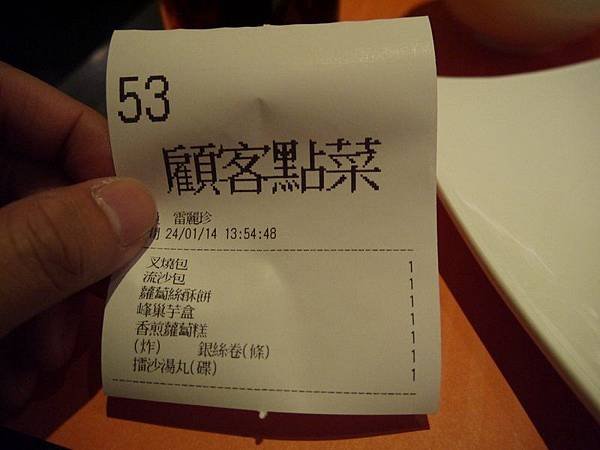 53
顧客點菜
員 雷麗珍
期 24/01/14 13:54:48
叉燒包 1
流沙包 1
蘿蔔絲酥餅 1
蜂巢芋盒 1
香煎蘿蔔糕 1
(炸) 銀絲卷(條) 1
擂沙湯丸(碟) 1